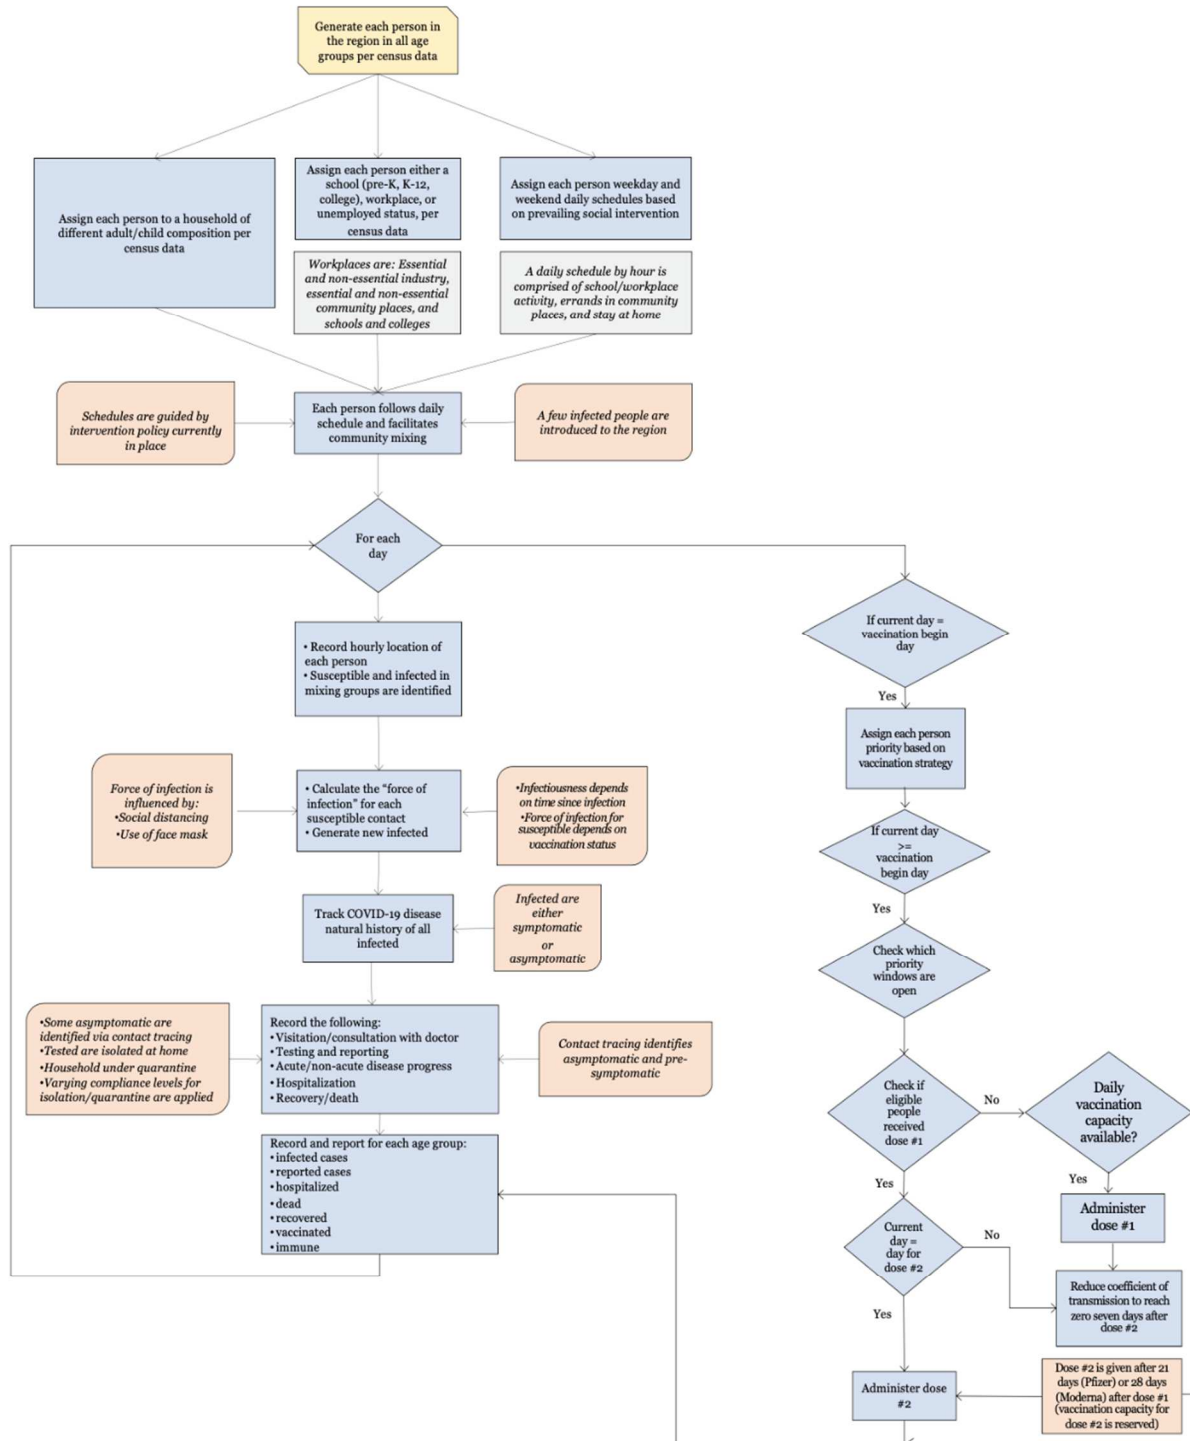 Generate each person in
the region in all age
groups per census data
Assign each person to a household of
different adult/child composition per
census data
Assign each person either a
school (pre-K, K-12,
college), workplace, or
unemployed status, per
census data
Assign each person weekday and
weekend daily schedules based
on prevailing social intervention
Workplaces are: Essential
and non-essential industry,
essential and non-essential
community places, and
schools and colleges
A daily schedule by hour is
comprised of school/workplace
activity, errands in community
places, and stay at home
Schedules are guided by
intervention policy currently
in place
Each person follows daily
schedule and facilitates
community mixing
A few infected people are
introduced to the region
For each
day
If current day =
vaccination begin
day
• Record hourly location of
each person
• Susceptible and infected in
mixing groups are identified
Yes
Assign each person
priority based on
vaccination strategy
Force of infection is
influenced by:
•Social distancing
•Use of face mask
• Calculate the “force of
infection” for each
susceptible contact
• Generate new infected
•Infectiousness depends
on time since infection
•Force of infection for
susceptible depends on
vaccination status
If current day
>=
vaccination
begin day
Yes
Track COVID-19 disease
natural history of all
infected
Infected are
either
symptomatic
or
asymptomatic
Check which
priority
windows are
open
•Some asymptomatic are
identified via contact tracing
•Tested are isolated at home
•Household under quarantine
•Varying compliance levels for
isolation/quarantine are applied
Record the following:
• Visitation/consultation with doctor
• Testing and reporting
• Acute/non-acute disease progress
• Hospitalization
• Recovery/death
Contact tracing identifies
asymptomatic and pre-
symptomatic
Check if
eligible
people
received
dose #1
No
Daily
vaccination
capacity
available?
Record and report for each age group:
• infected cases
• reported cases
• hospitalized
• dead
• recovered
• vaccinated
• immune
Yes
Yes
Administer
dose #1
Current
day =
day for
dose #2
No
Reduce coefficient of
transmission to reach
zero seven days after
dose #2
Yes
Administer dose
#2
Dose #2 is given after 21
days (Pfizer) or 28 days
(Moderna) after dose #1
(vaccination capacity for
dose #2 is reserved)